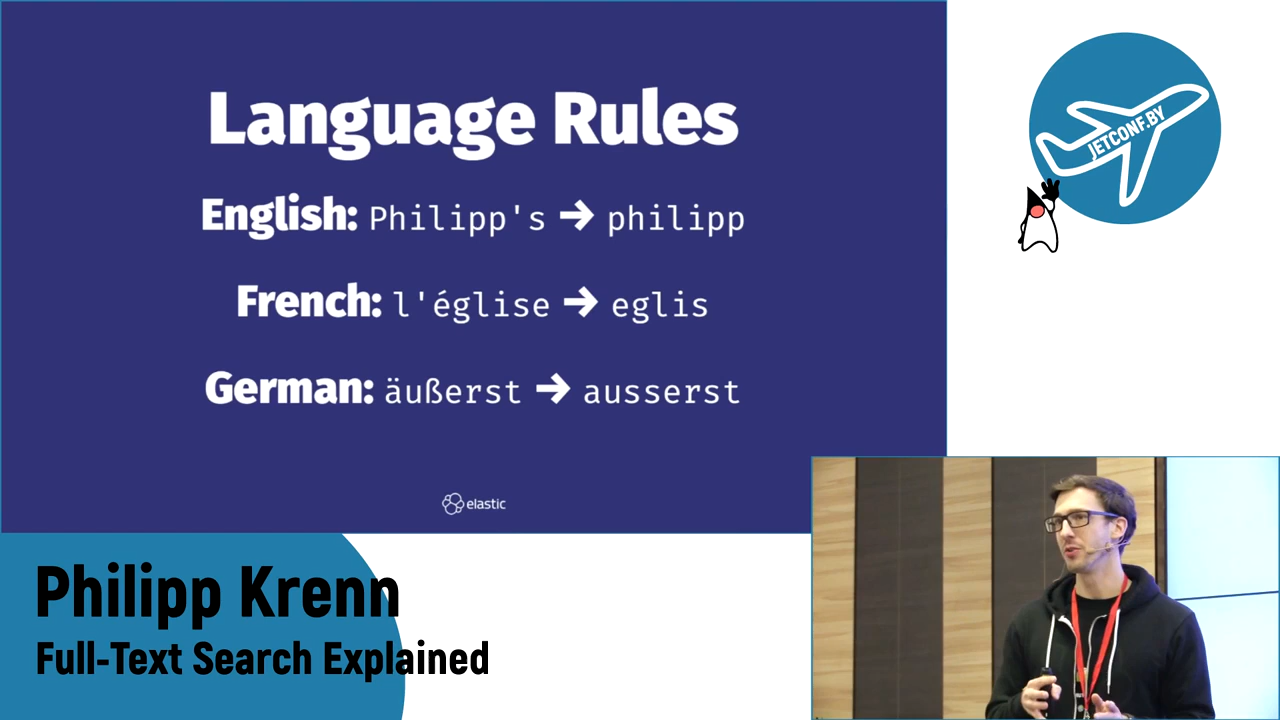 Language Rules
English: Philipp's → philipp
French: l'église → eglis
German: äußerst → ausserst
elastic
JETCONF.BY
Philipp Krenn
Full-Text Search Explained